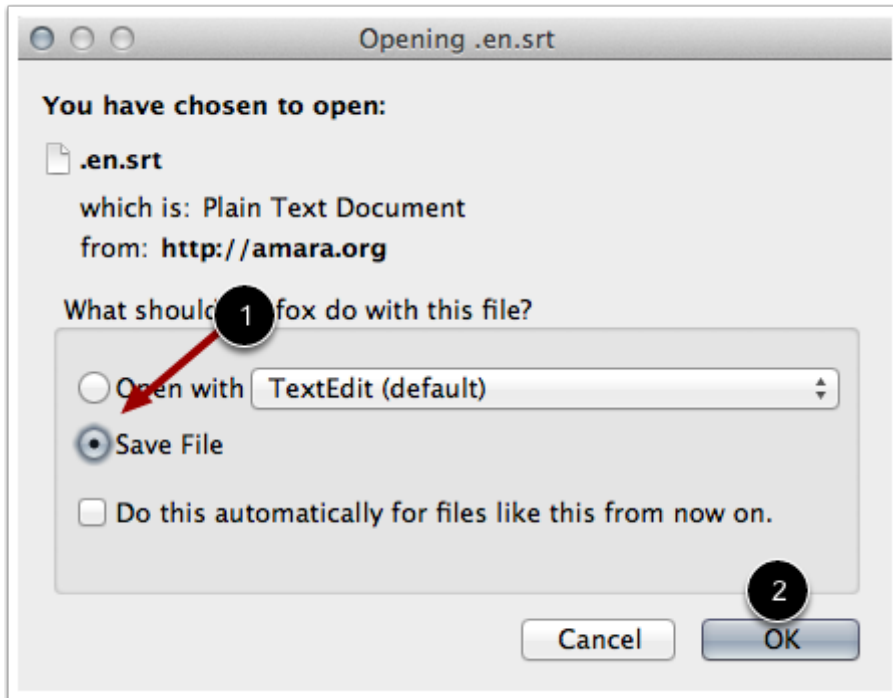 Opening .en.srt
You have chosen to open:
.en.srt
which is: Plain Text Document
from: http://amara.org
What should fox do with this file?
1
Open with TextEdit (default)
Save File
Do this automatically for files like this from now on.
2
Cancel OK